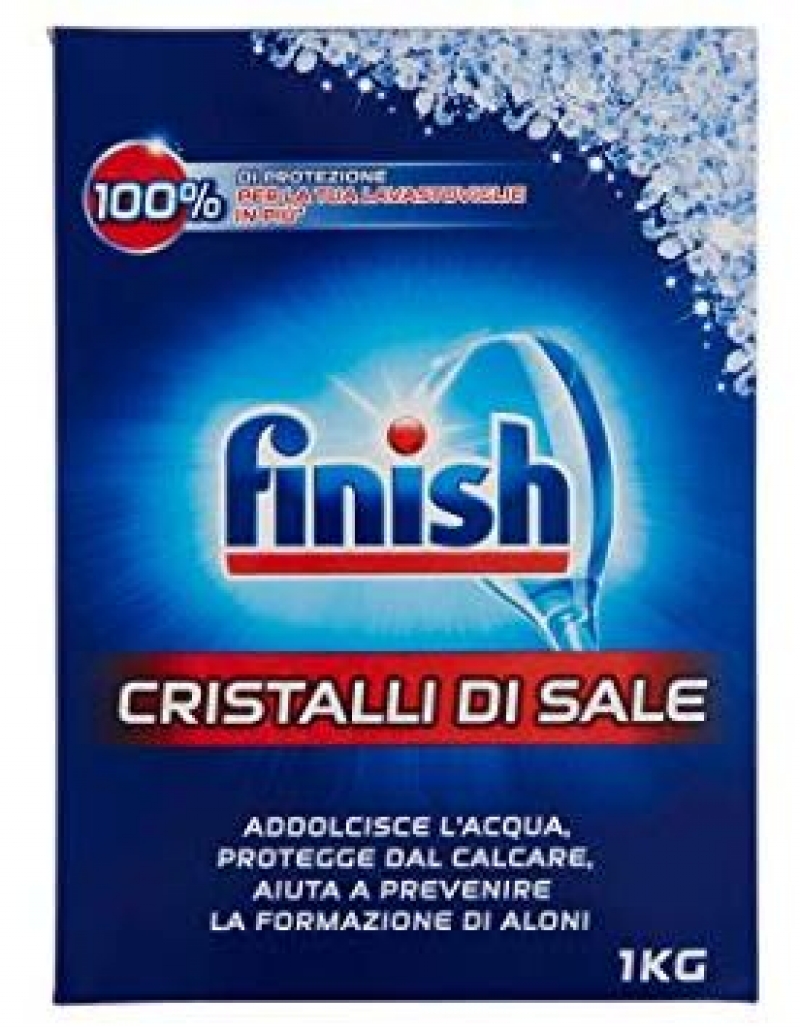 100%
DI PROTEZIONE
PER LA TUA LAVASTOVIGLIE
IN PIÙ*
finish
CRISTALLI DI SALE
ADDOLCISCE L'ACQUA,
PROTEGGE DAL CALCARE,
AIUTA A PREVENIRE
LA FORMAZIONE DI ALONI
1KG